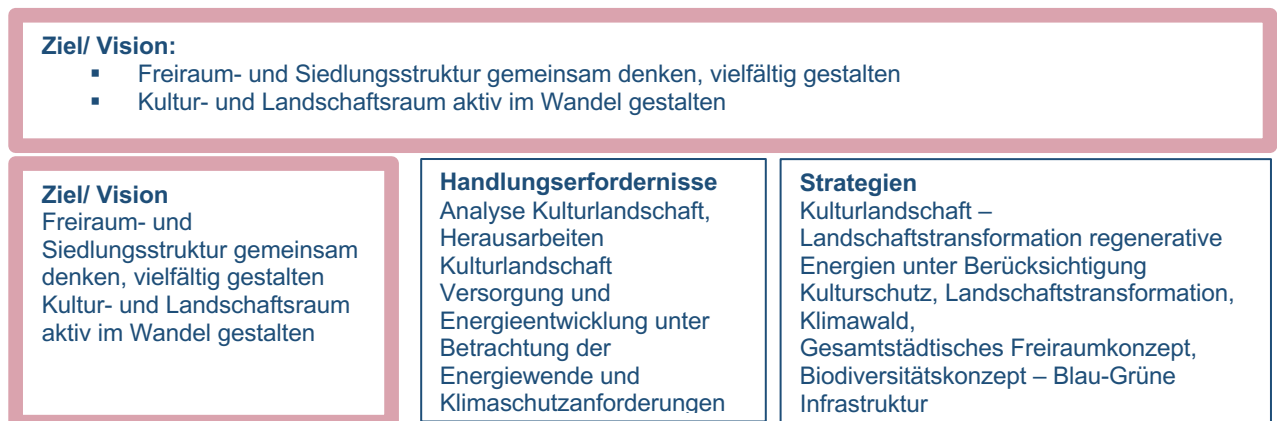 Ziel/ Vision:
▪ Freiraum- und Siedlungsstruktur gemeinsam denken, vielfältig gestalten
▪ Kultur- und Landschaftsraum aktiv im Wandel gestalten
Ziel/ Vision
Freiraum- und
Siedlungsstruktur gemeinsam
denken, vielfältig gestalten
Kultur- und Landschaftsraum
aktiv im Wandel gestalten
Handlungserfordernisse
Analyse Kulturlandschaft,
Herausarbeiten
Kulturlandschaft
Versorgung und
Energieentwicklung unter
Betrachtung der
Energiewende und
Klimaschutzanforderungen
Strategien
Kulturlandschaft –
Landschaftstransformation regenerative
Energien unter Berücksichtigung
Kulturschutz, Landschaftstransformation,
Klimawald,
Gesamtstädtisches Freiraumkonzept,
Biodiversitätskonzept – Blau-Grüne
Infrastruktur